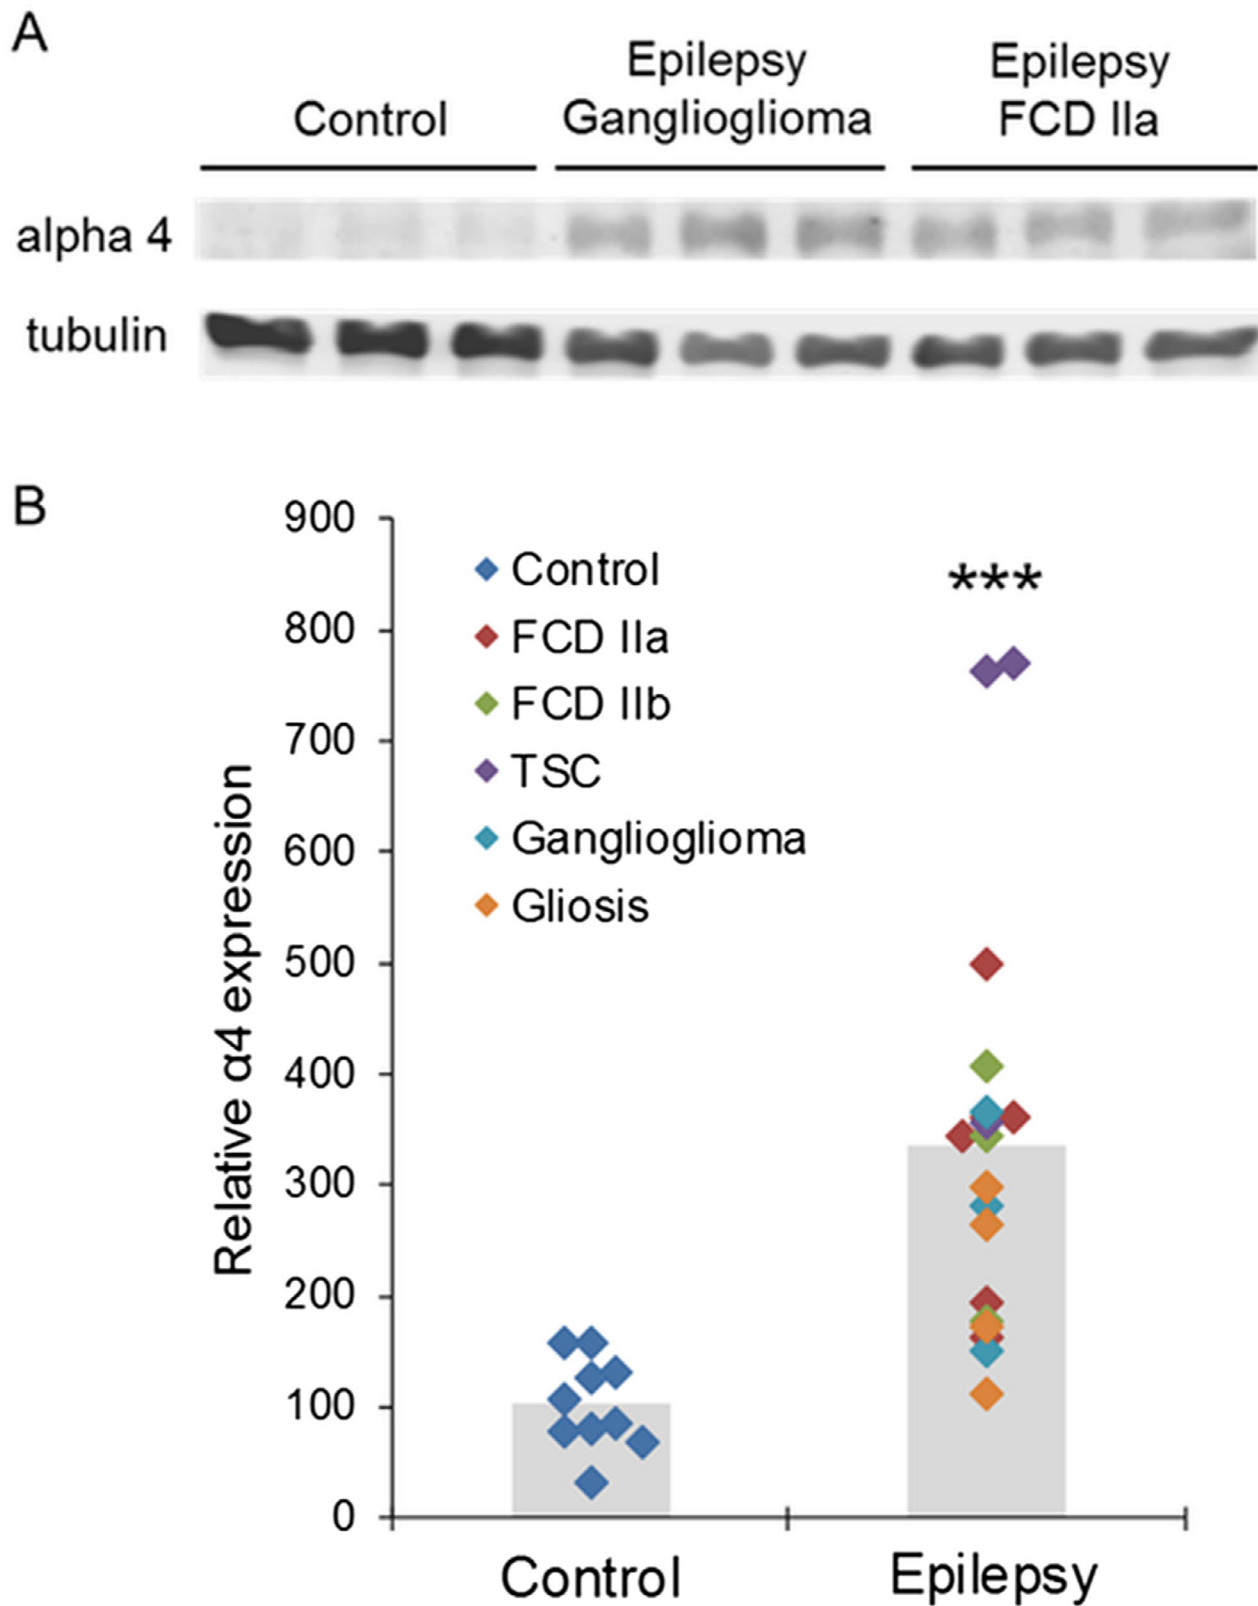 A
Control
Epilepsy
Ganglioglioma
Epilepsy
FCD IIa
alpha 4
tubulin
B
900
800
700
600
500
400
300
200
100
0
Relative α4 expression
Control
FCD IIa
FCD IIb
TSC
Ganglioglioma
Gliosis
***
Control
Epilepsy